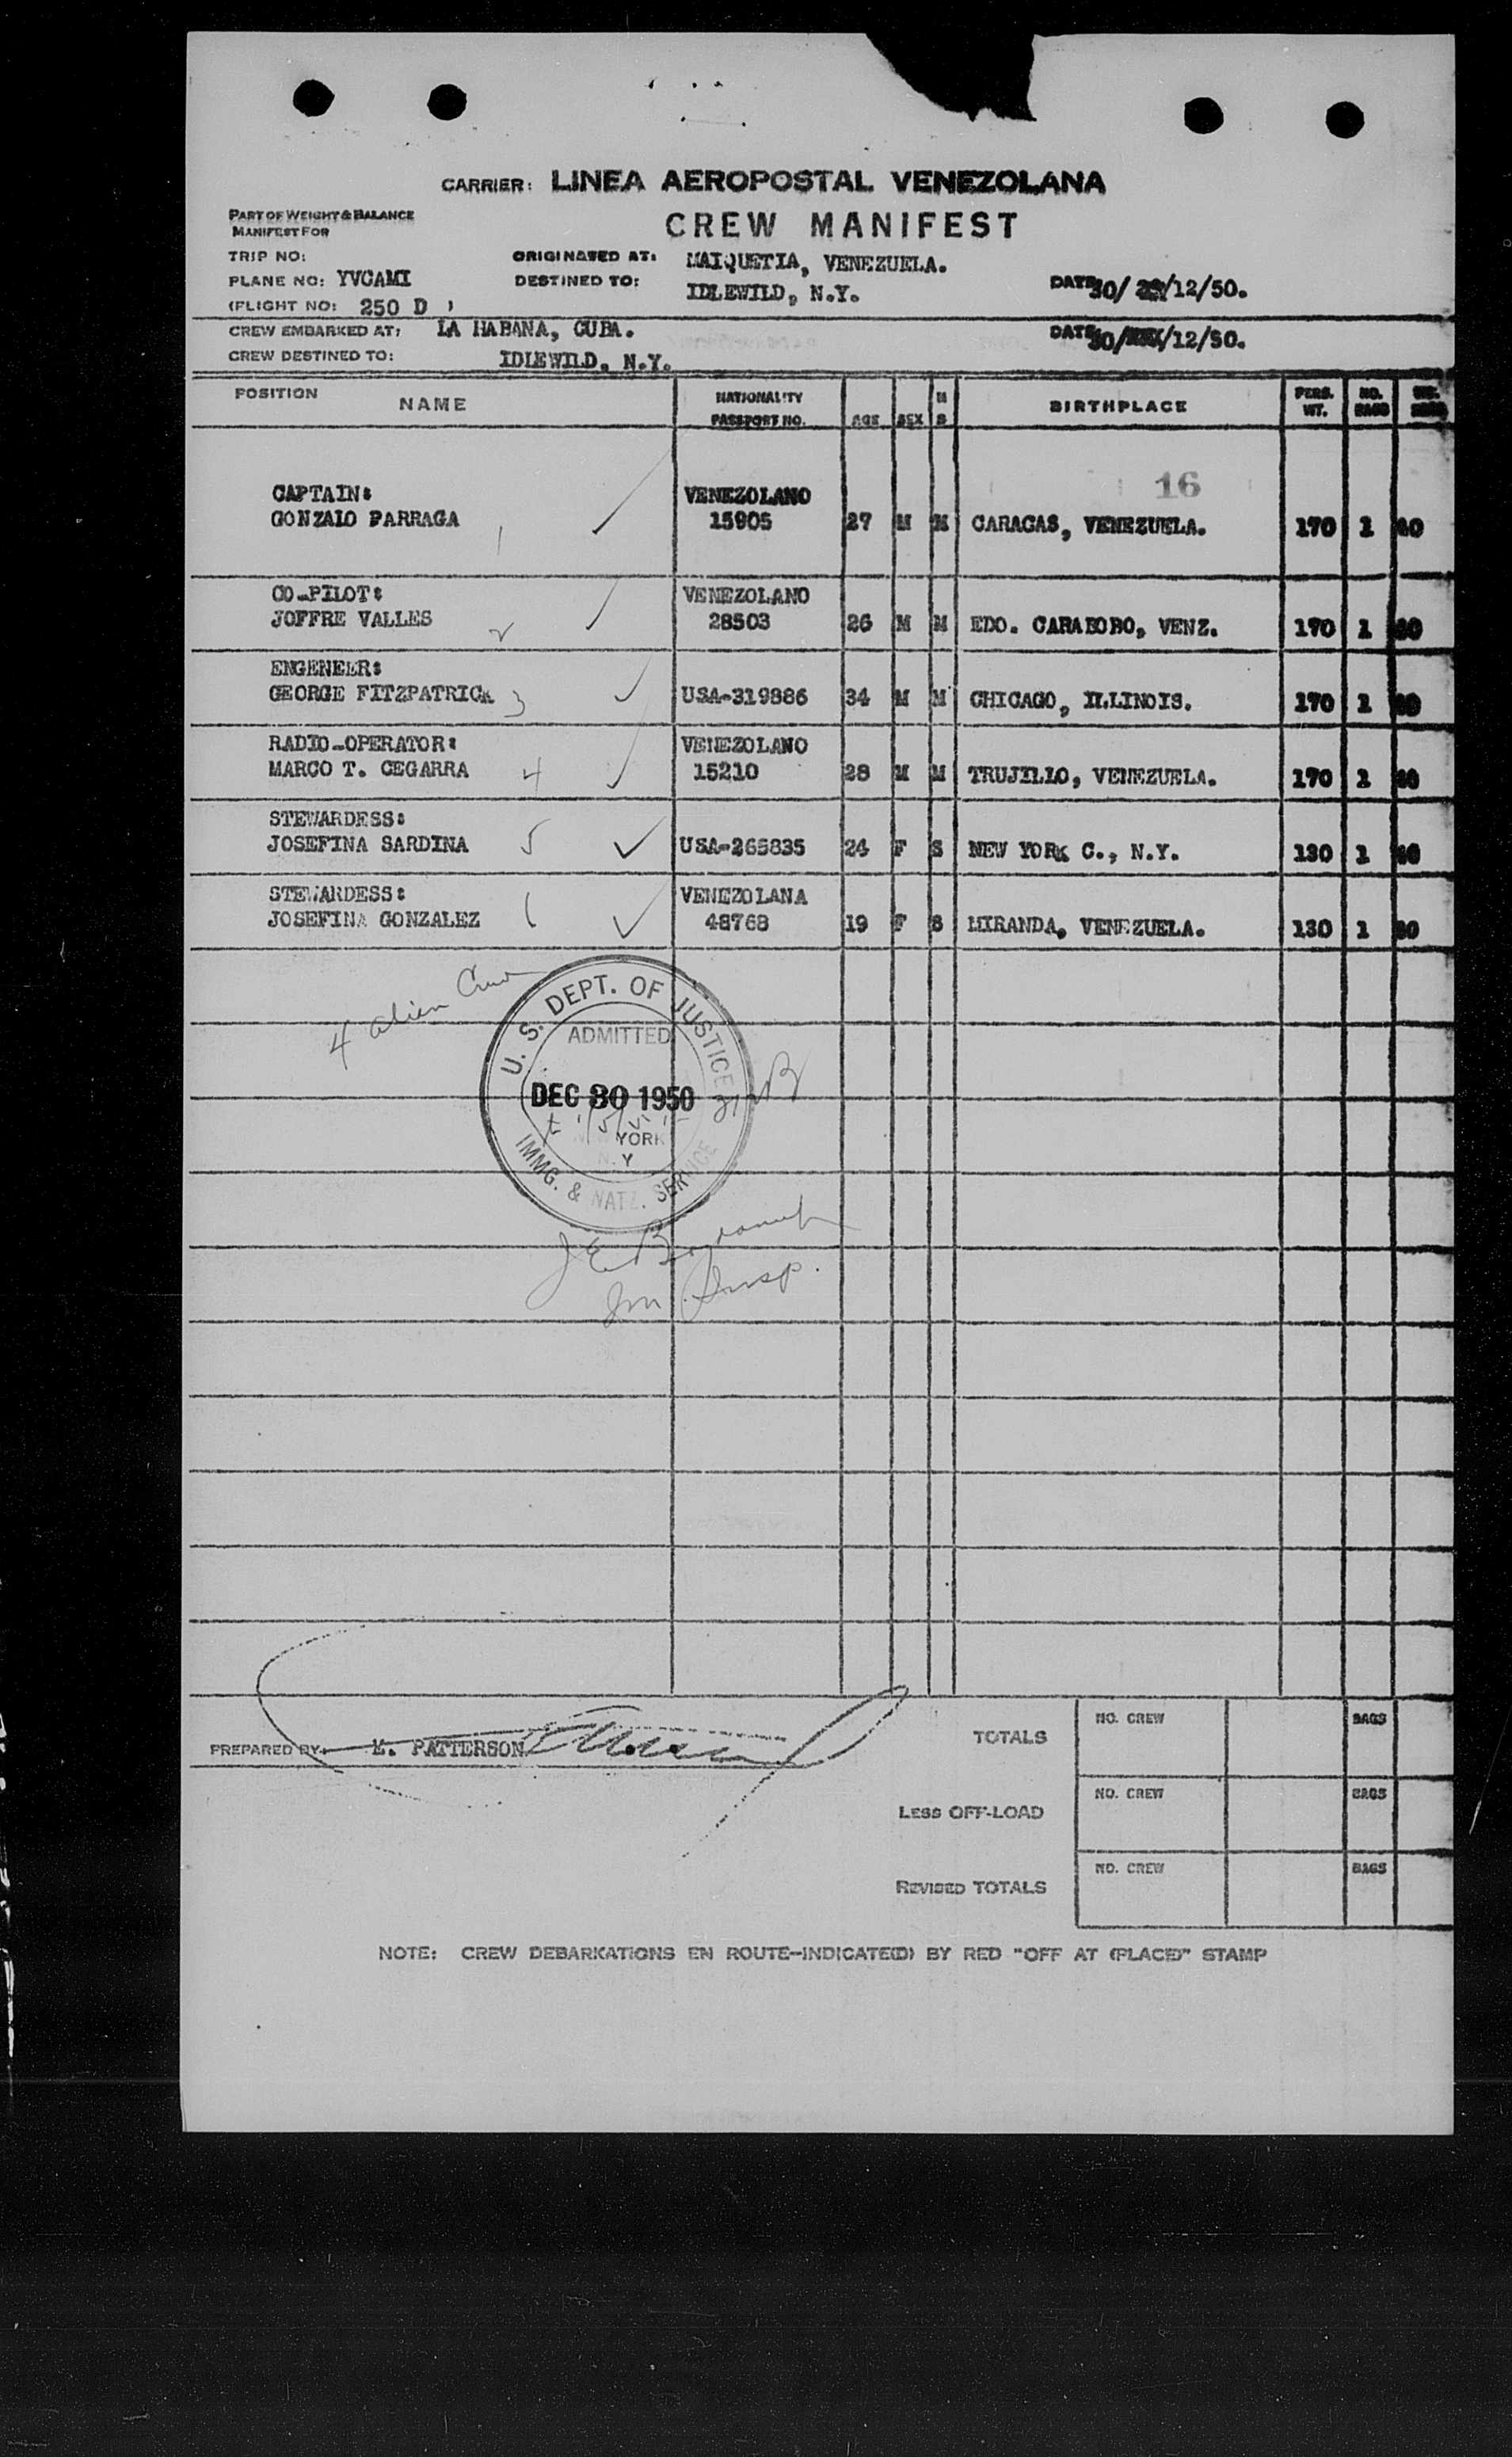 CARRIER: LINEA AEROPOSTAL VENEZOLANA
PART OF WEIGHT & BALANCE
MANIFEST FOR
CREW MANIFEST
TRIP NO:
ORIGINATED AT: MAIQUETIA, VENEZUELA.
PLANE NO: YVCAMI
DESTINED TO: IDLEWILD, N.Y.
DATE 30/ /12/50.
(FLIGHT NO: 250 D )
CREW EMBARKED AT: LA HABANA, CUBA.
DATE 30/ /12/50.
CREW DESTINED TO: IDLEWILD, N.Y.
POSITION NAME NATIONALITY PASSPORT NO. AGE SEX M S BIRTHPLACE PERS. WT. NO. BAGS
16
CAPTAIN: VENEZOLANO
GONZALO PARRAGA 1 15905 27 M M CARACAS, VENEZUELA. 170 1
CO-PILOT: VENEZOLANO
JOFFRE VALLES 2 28503 26 M M EDO. CARABOBO, VENZ. 170 1
ENGENEER:
GEORGE FITZPATRICK 3 USA-319886 34 M M CHICAGO, ILLINOIS. 170 1
RADIO-OPERATOR: VENEZOLANO
MARCO T. CEGARRA 4 15210 28 M M TRUJILLO, VENEZUELA. 170 1
STEWARDESS:
JOSEFINA SARDINA 5 USA-265835 24 F S NEW YORK C., N.Y. 130 1
STEWARDESS: VENEZOLANA
JOSEFINA GONZALEZ 48768 19 F S MIRANDA, VENEZUELA. 130 1
4 alien Crew
U. S. DEPT. OF JUSTICE
ADMITTED
DEC 30 1950
NEW YORK
N. Y
IMMG. & NATZ. SERVICE
J E
Im. Insp.
PREPARED BY: E. PATTERSON
TOTALS NO. CREW BAGS
LESS OFF-LOAD NO. CREW BAGS
REVISED TOTALS NO. CREW BAGS
NOTE: CREW DEBARKATIONS EN ROUTE-INDICATE(D) BY RED "OFF AT (PLACE)" STAMP